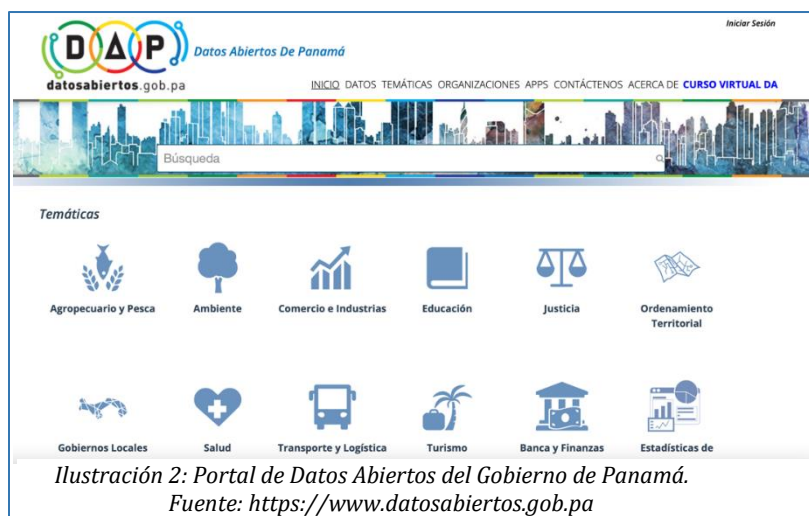 Iniciar Sesión
DAP
Datos Abiertos De Panamá
datosabiertos.gob.pa
INICIO DATOS TEMÁTICAS ORGANIZACIONES APPS CONTÁCTENOS ACERCA DE CURSO VIRTUAL DA
Búsqueda
Temáticas
Agropecuario y Pesca
Ambiente
Comercio e Industrias
Educación
Justicia
Ordenamiento
Territorial
Gobiernos Locales
Salud
Transporte y Logística
Turismo
Banca y Finanzas
Estadísticas de
Ilustración 2: Portal de Datos Abiertos del Gobierno de Panamá.
Fuente: https://www.datosabiertos.gob.pa